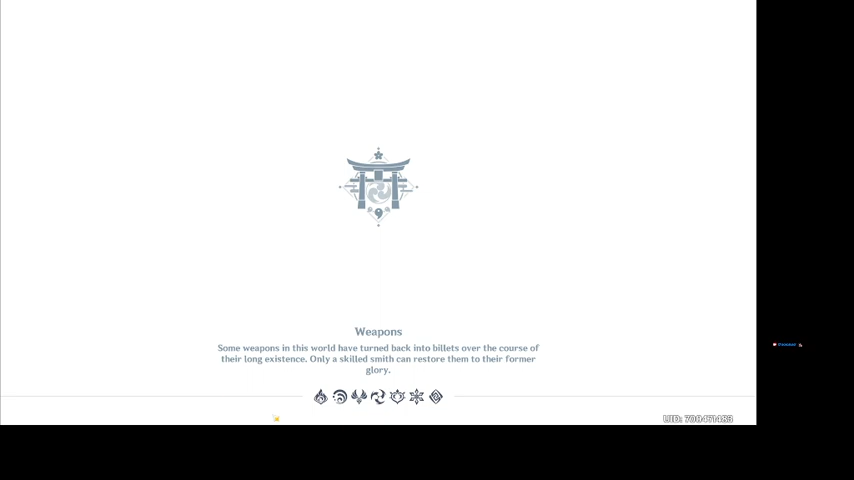 Weapons
Some weapons in this world have turned back into billets over the course of
their long existence. Only a skilled smith can restore them to their former
glory.